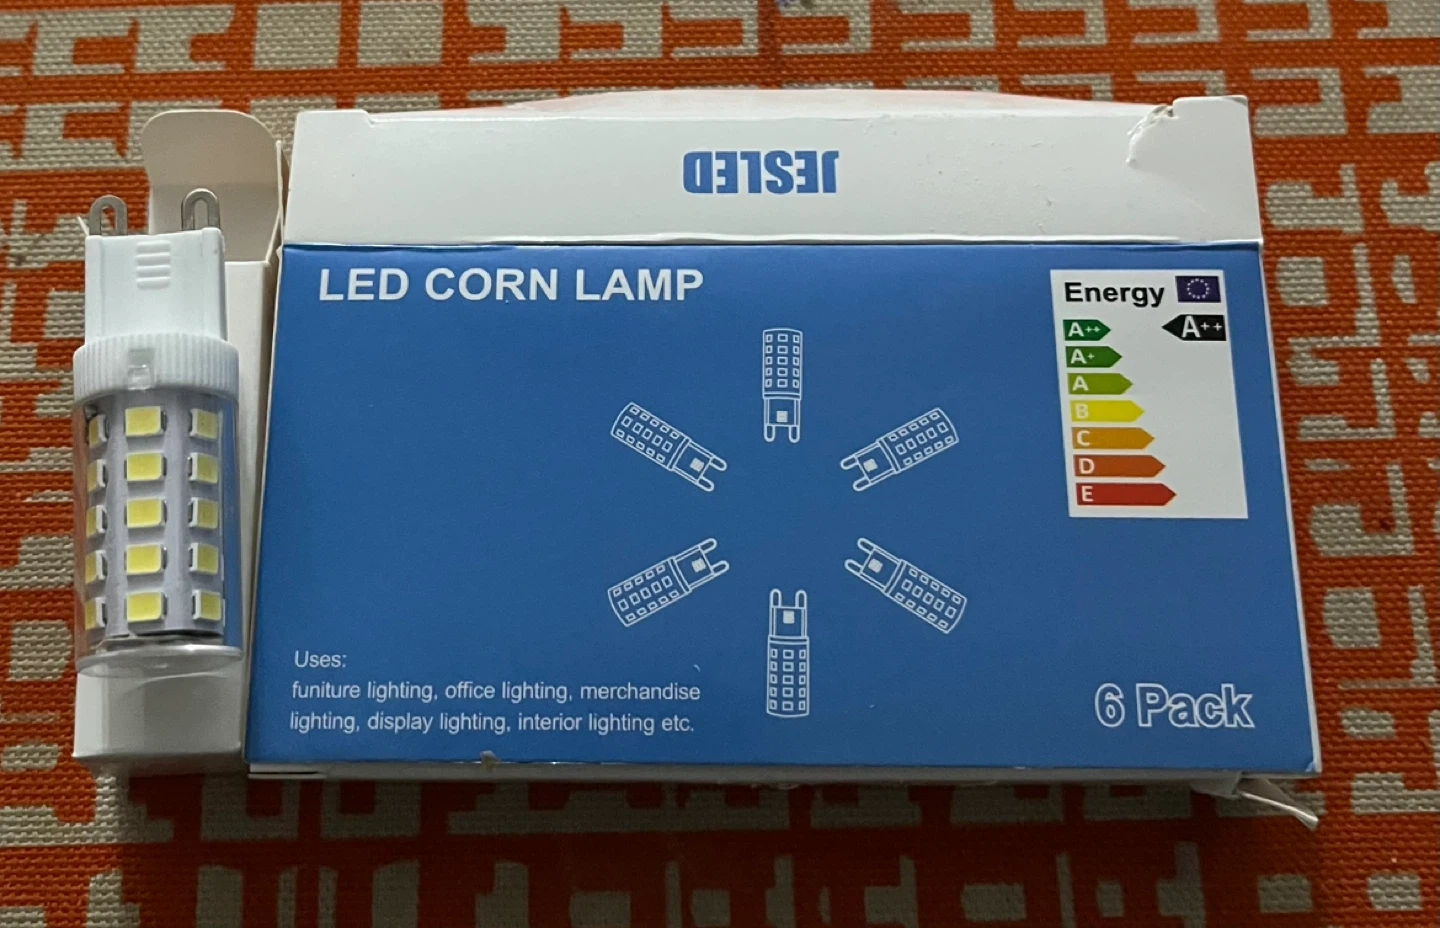 JESLED
LED CORN LAMP
Energy
A++
A++
A+
A
B
C
D
E
Uses:
funiture lighting, office lighting, merchandise
lighting, display lighting, interior lighting etc.
6 Pack